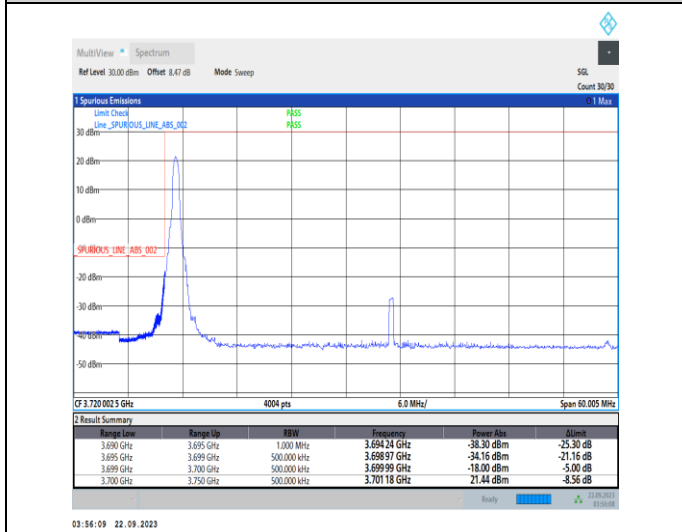 MultiView Spectrum
Ref Level 30.00 dBm Offset 8.47 dB Mode Sweep SGL
Count 30/30
1 Spurious Emissions 1 Max
Limit Check PASS
Line _SPURIOUS_LINE_ABS_002 PASS
30 dBm
20 dBm
10 dBm
0 dBm
_SPURIOUS_LINE_ABS_002
-20 dBm
-30 dBm
-40 dBm
-50 dBm
CF 3.720 002 5 GHz 4004 pts 6.0 MHz/ Span 60.005 MHz
2 Result Summary
Range Low Range Up RBW Frequency Power Abs ΔLimit
3.690 GHz 3.695 GHz 1.000 MHz 3.694 24 GHz -38.30 dBm -25.30 dB
3.695 GHz 3.699 GHz 500.000 kHz 3.698 97 GHz -34.16 dBm -21.16 dB
3.699 GHz 3.700 GHz 500.000 kHz 3.699 99 GHz -18.00 dBm -5.00 dB
3.700 GHz 3.750 GHz 500.000 kHz 3.701 18 GHz 21.44 dBm -8.56 dB
Ready 22.09.2023
03:56:08
03:56:09 22.09.2023